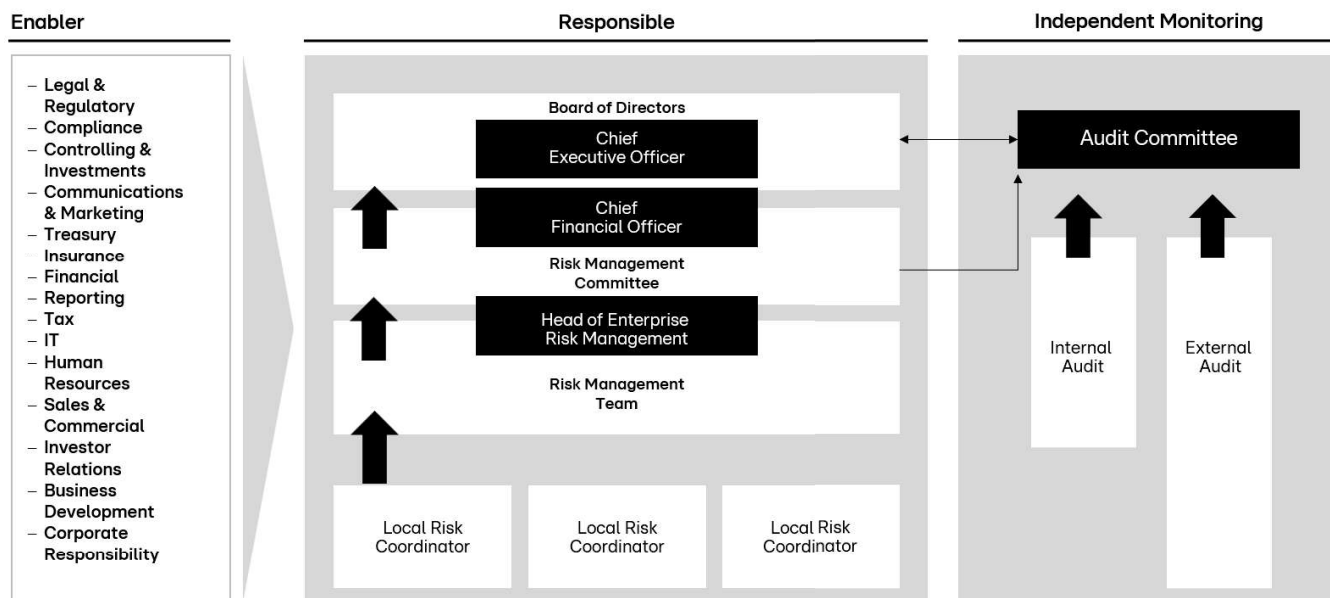 Enabler
– Legal &
Regulatory
– Compliance
– Controlling &
Investments
– Communications
& Marketing
– Treasury
Insurance
– Financial
– Reporting
– Tax
– IT
– Human
Resources
– Sales &
Commercial
– Investor
Relations
– Business
Development
– Corporate
Responsibility
Responsible
Board of Directors
Chief
Executive Officer
Chief
Financial Officer
Risk Management
Committee
Head of Enterprise
Risk Management
Risk Management
Team
Local Risk
Coordinator
Local Risk
Coordinator
Local Risk
Coordinator
Independent Monitoring
Audit Committee
Internal
Audit
External
Audit